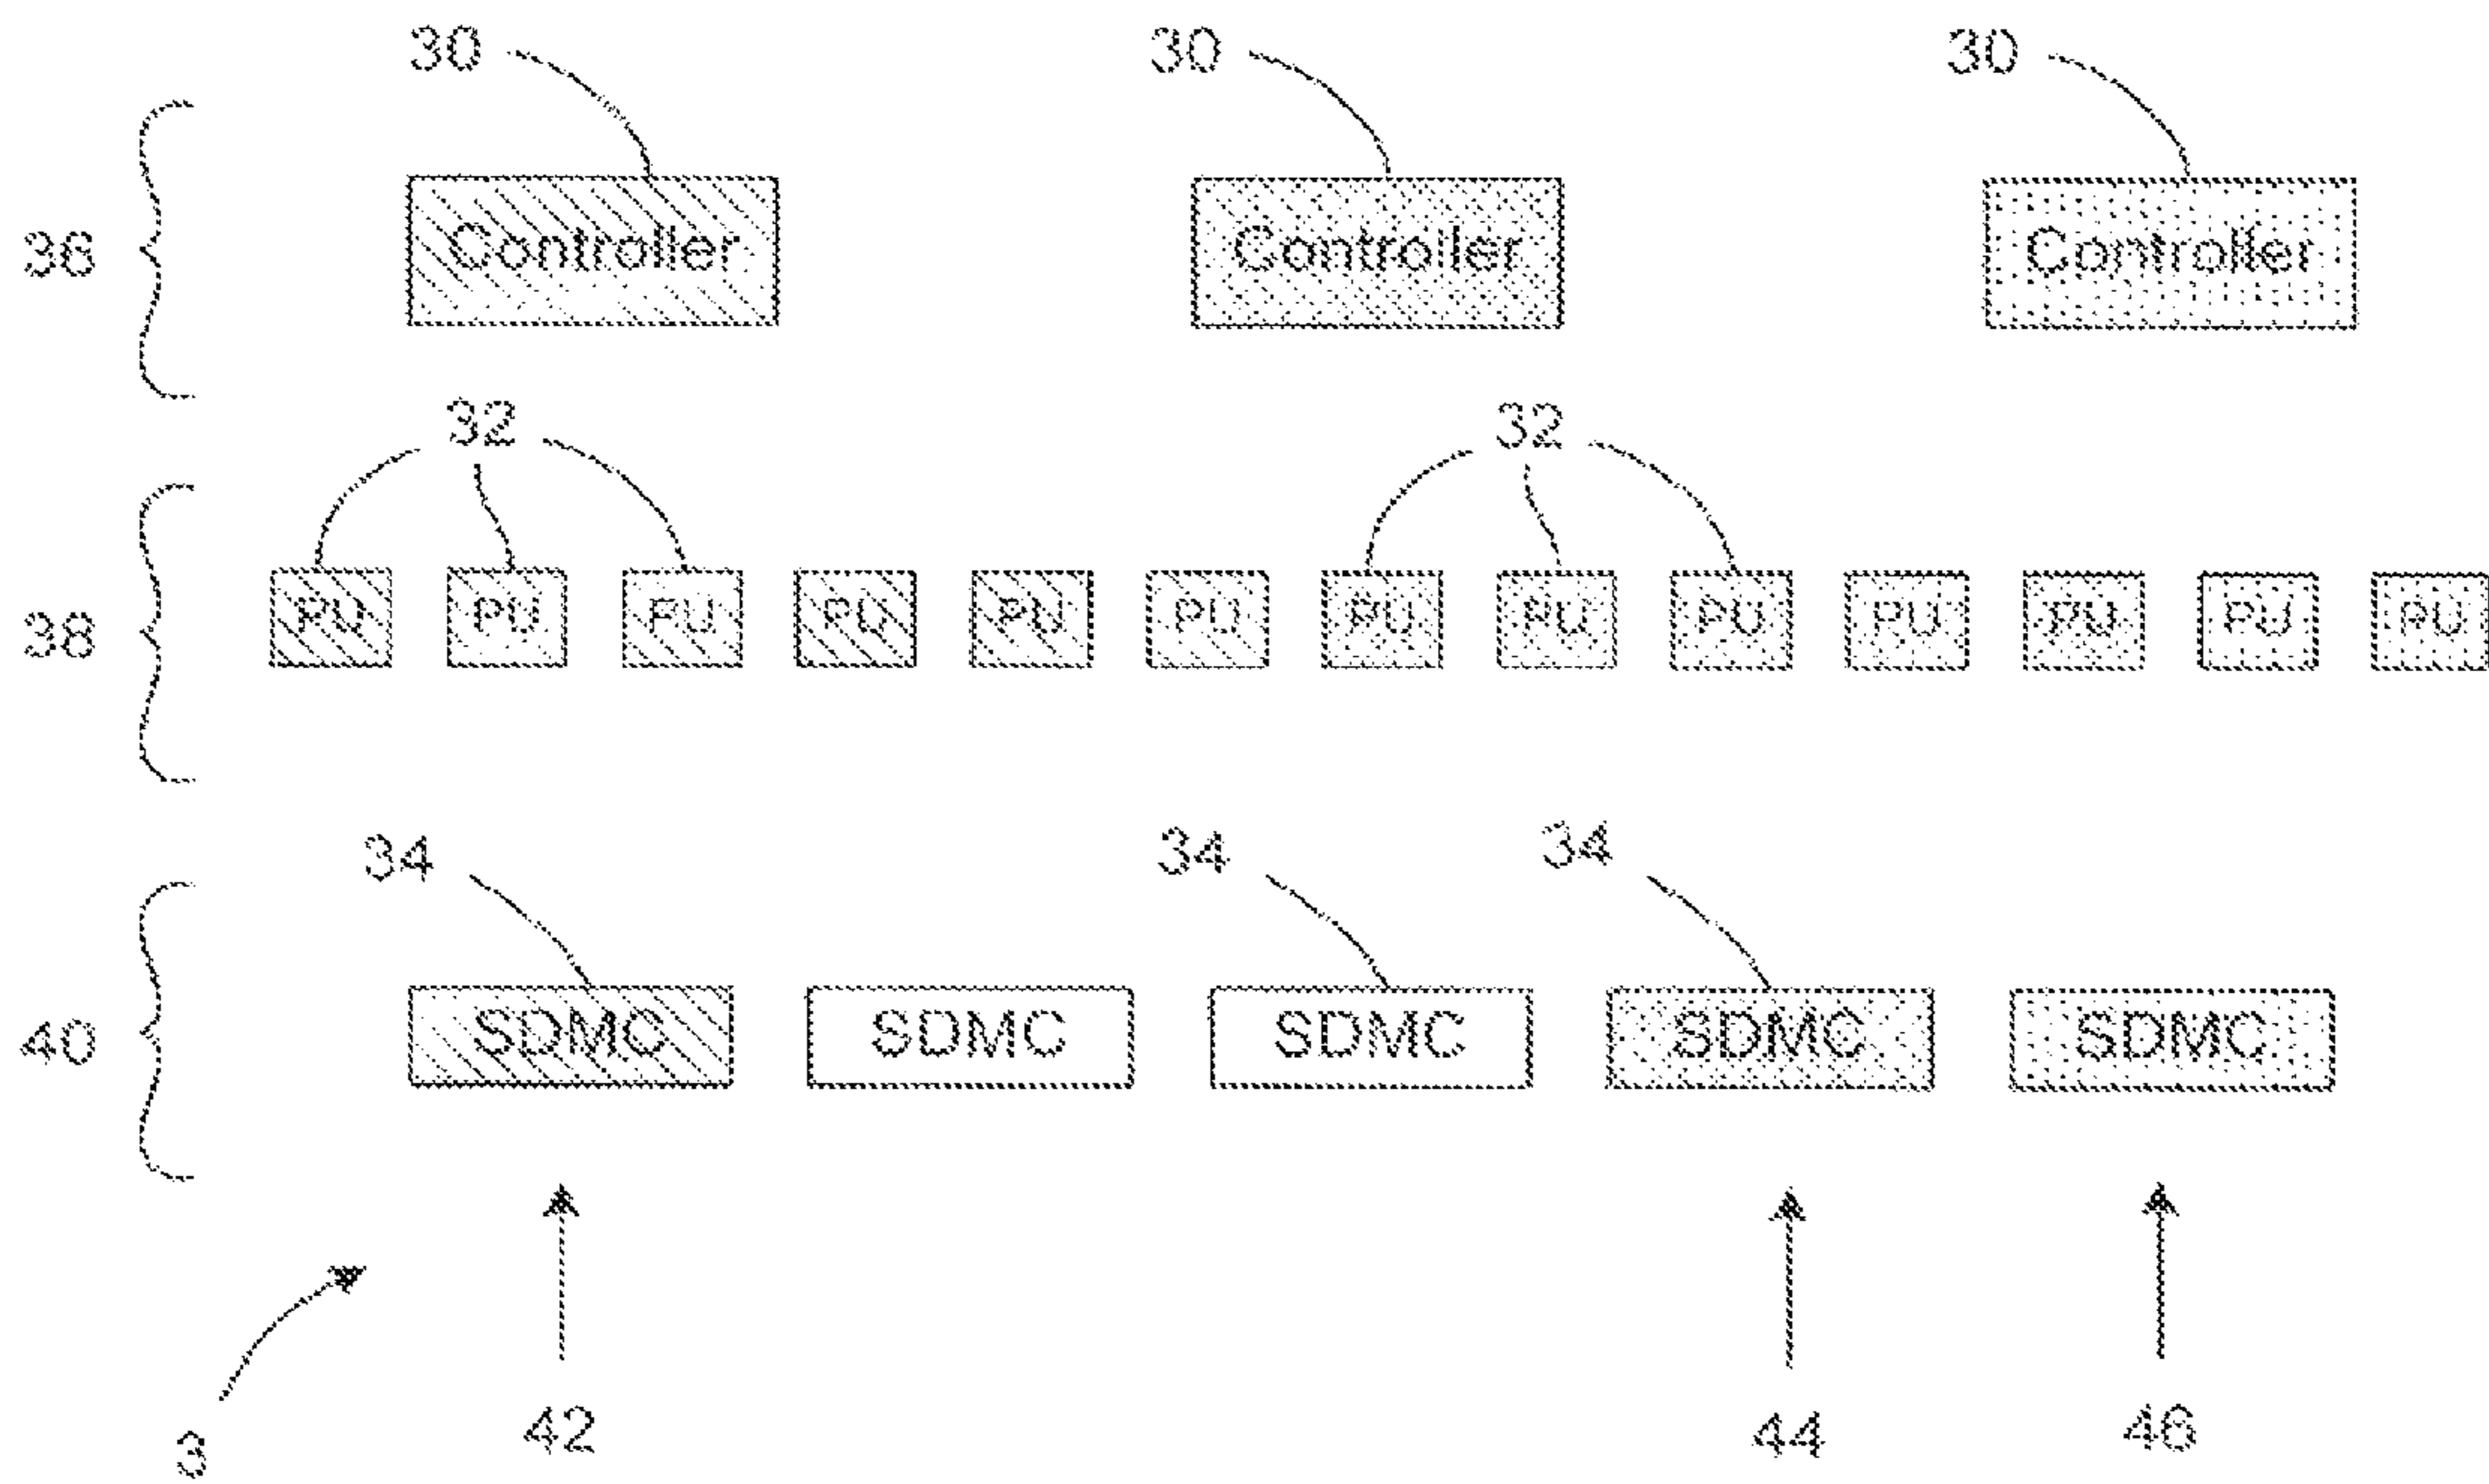 30 30 30
36 Controller Controller Controller
32 32
38 PU PU PU PU PU PU PU PU PU PU PU PU PU
34 34 34
40 SDMC SDMC SDMC SDMC SDMC
3 42 44 46